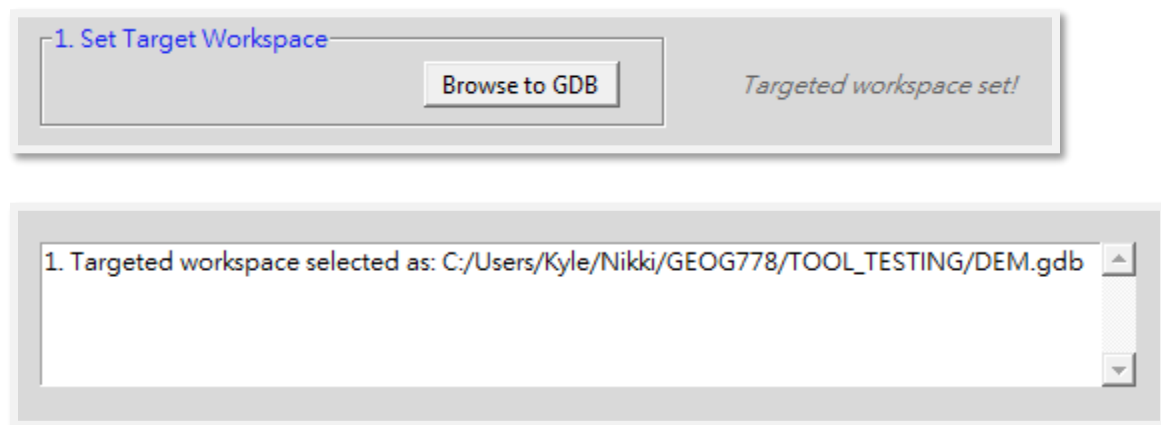 1. Set Target Workspace
Browse to GDB
Targeted workspace set!
1. Targeted workspace selected as: C:/Users/Kyle/Nikki/GEOG778/TOOL_TESTING/DEM.gdb